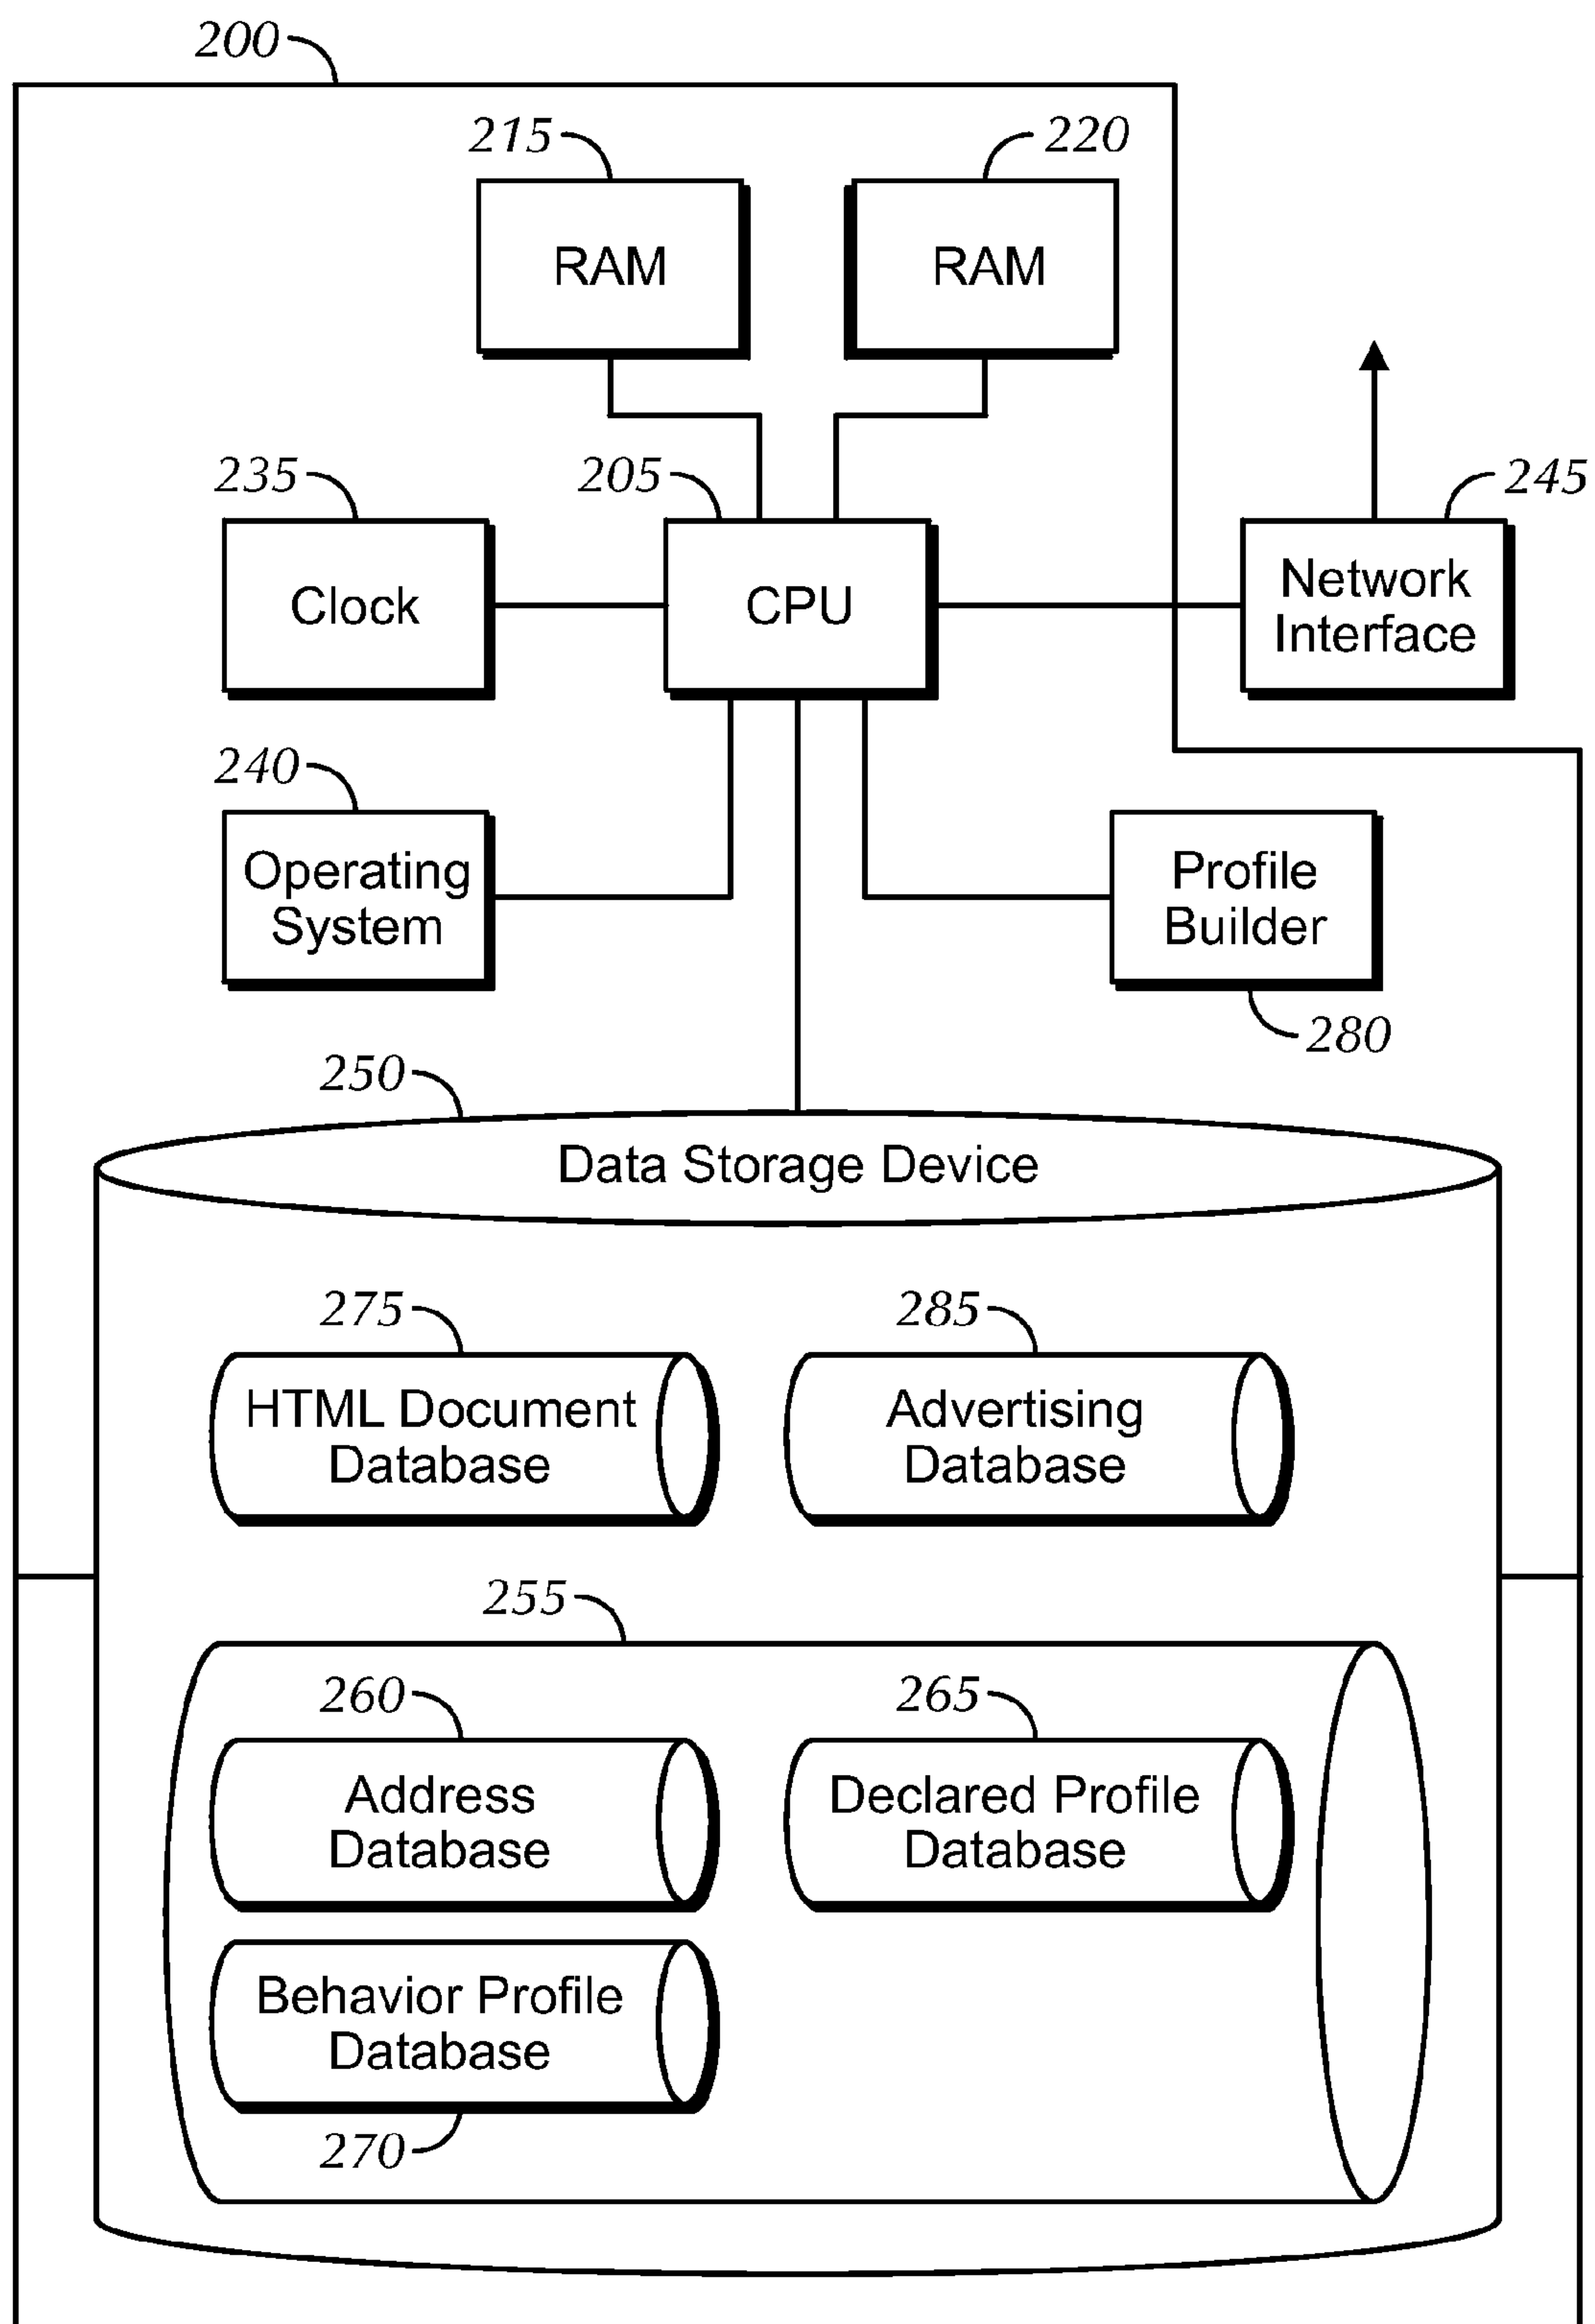 200
215
220
RAM
RAM
235
205
245
Clock
CPU
Network
Interface
240
Operating
System
Profile
Builder
280
250
Data Storage Device
275
285
HTML Document
Database
Advertising
Database
255
260
265
Address
Database
Declared Profile
Database
Behavior Profile
Database
270